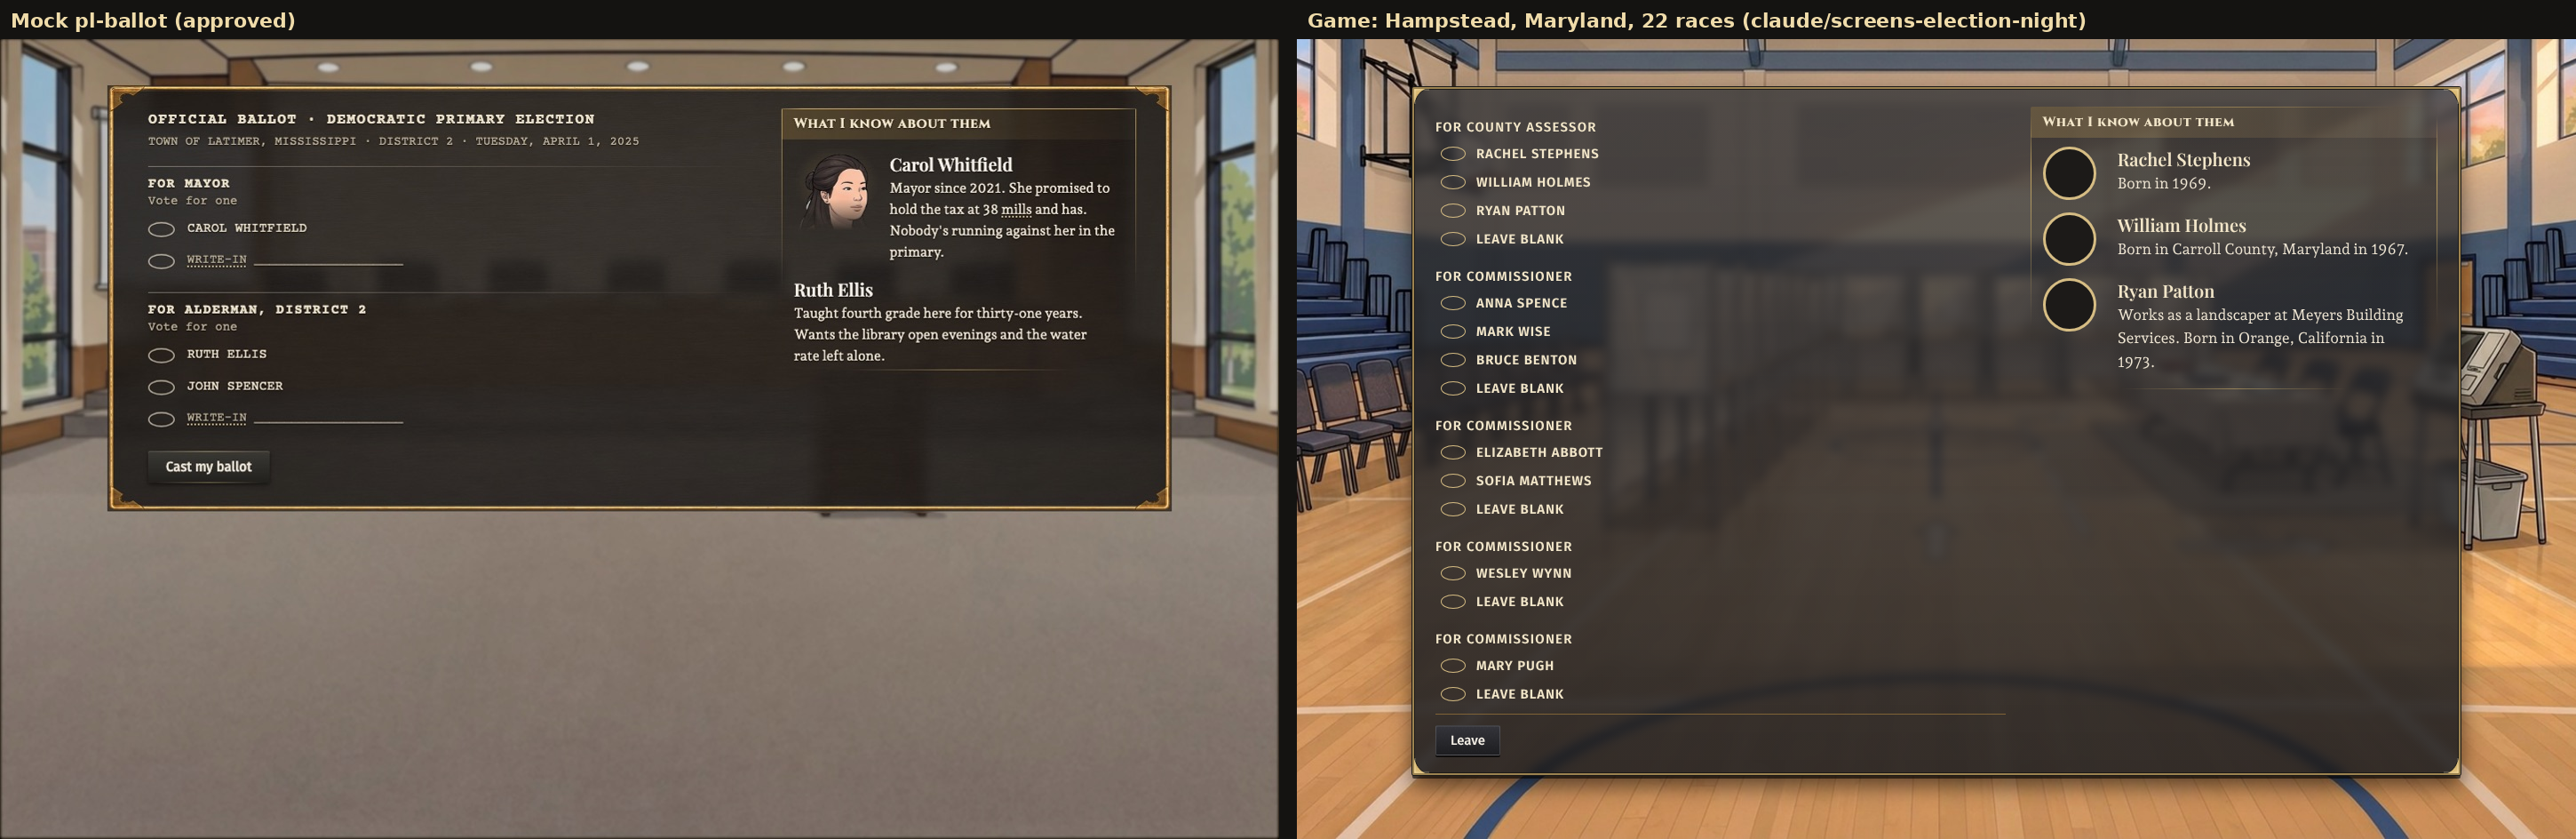 Mock pl-ballot (approved)
OFFICIAL BALLOT · DEMOCRATIC PRIMARY ELECTION
TOWN OF LATIMER, MISSISSIPPI · DISTRICT 2 · TUESDAY, APRIL 1, 2025
FOR MAYOR
Vote for one
CAROL WHITFIELD
WRITE-IN
FOR ALDERMAN, DISTRICT 2
Vote for one
RUTH ELLIS
JOHN SPENCER
WRITE-IN
Cast my ballot
What I know about them
Carol Whitfield
Mayor since 2021. She promised to
hold the tax at 38 mills and has.
Nobody's running against her in the
primary.
Ruth Ellis
Taught fourth grade here for thirty-one years.
Wants the library open evenings and the water
rate left alone.
Game: Hampstead, Maryland, 22 races (claude/screens-election-night)
FOR COUNTY ASSESSOR
RACHEL STEPHENS
WILLIAM HOLMES
RYAN PATTON
LEAVE BLANK
FOR COMMISSIONER
ANNA SPENCE
MARK WISE
BRUCE BENTON
LEAVE BLANK
FOR COMMISSIONER
ELIZABETH ABBOTT
SOFIA MATTHEWS
LEAVE BLANK
FOR COMMISSIONER
WESLEY WYNN
LEAVE BLANK
FOR COMMISSIONER
MARY PUGH
LEAVE BLANK
Leave
What I know about them
Rachel Stephens
Born in 1969.
William Holmes
Born in Carroll County, Maryland in 1967.
Ryan Patton
Works as a landscaper at Meyers Building
Services. Born in Orange, California in
1973.